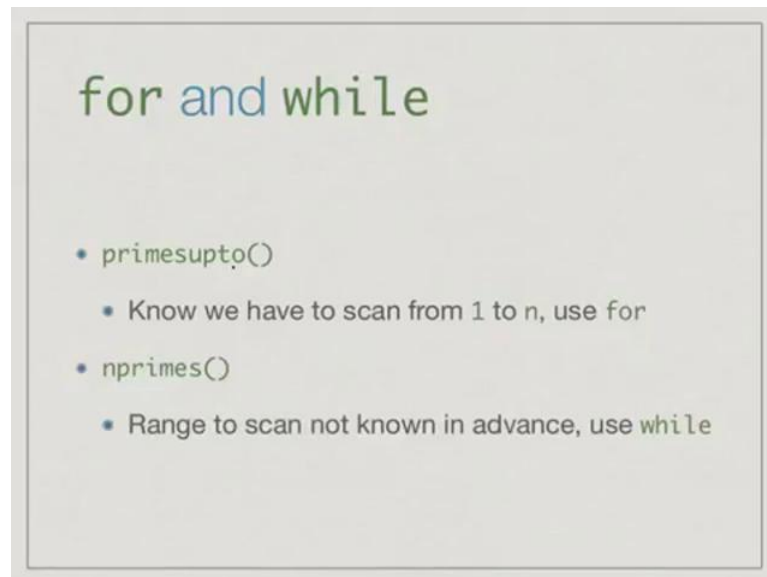 for and while
primesupto()
Know we have to scan from 1 to n, use for
nprimes()
Range to scan not known in advance, use while